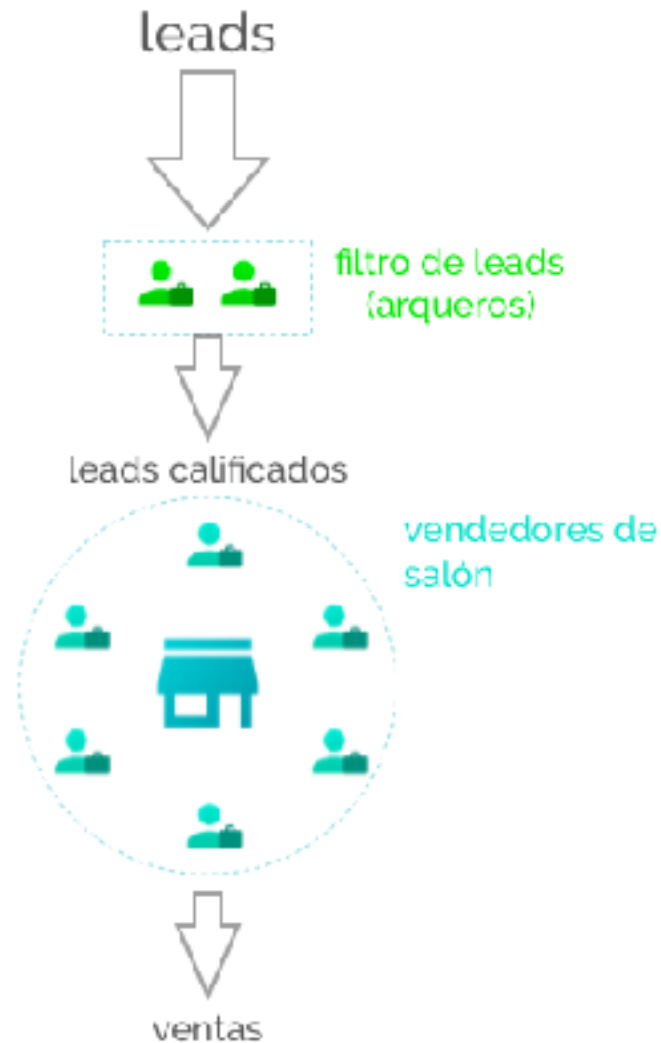 leads
filtro de leads
(arqueros)
leads calificados
vendedores de
salón
ventas